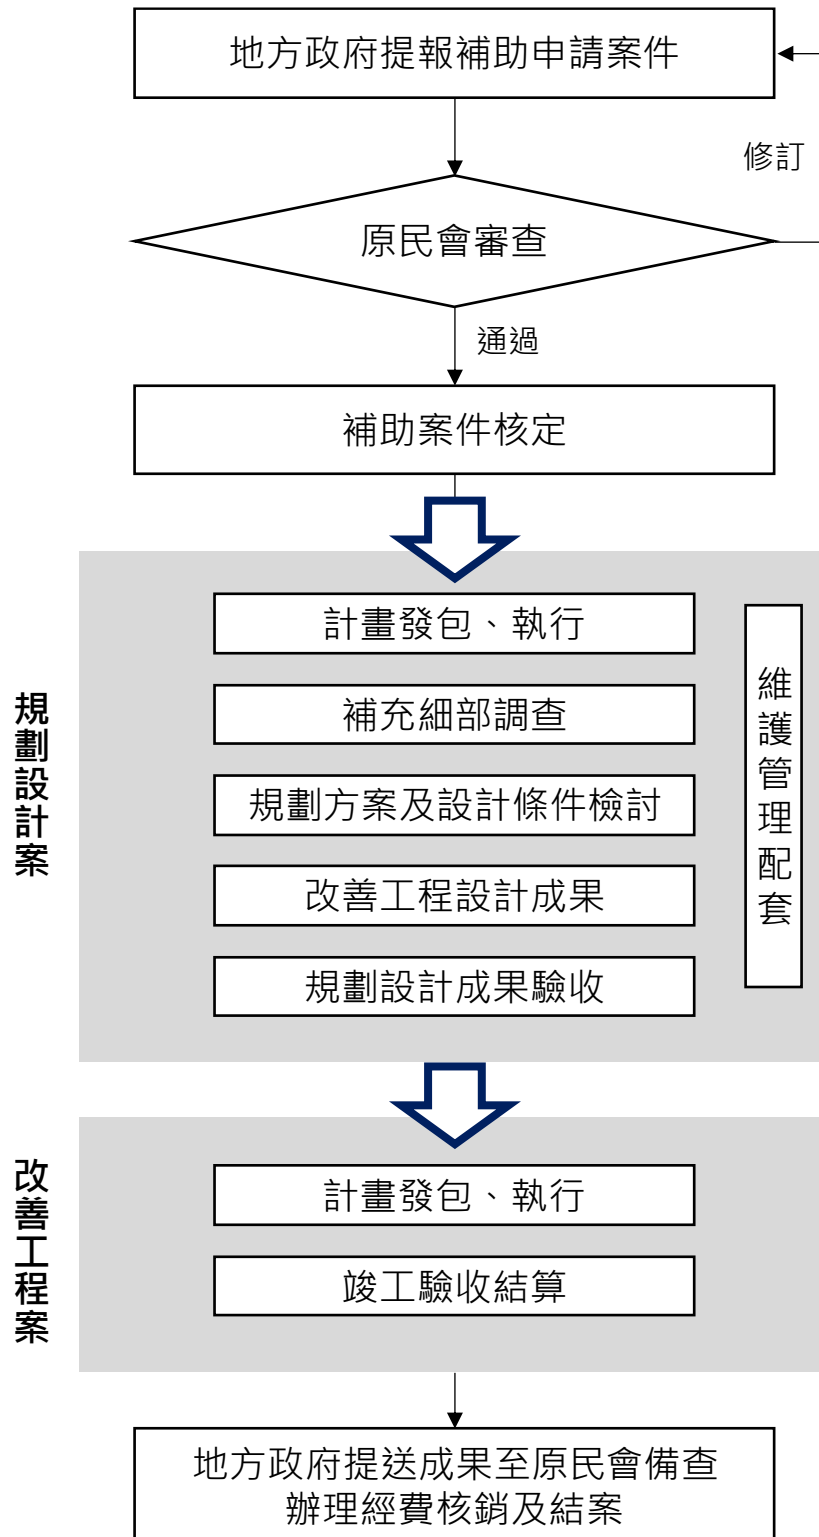 地方政府提報補助申請案件
修訂
原民會審查
通過
補助案件核定
規劃設計案
計畫發包、執行
補充細部調查
規劃方案及設計條件檢討
改善工程設計成果
規劃設計成果驗收
維護管理配套
改善工程案
計畫發包、執行
竣工驗收結算
地方政府提送成果至原民會備查
辦理經費核銷及結案